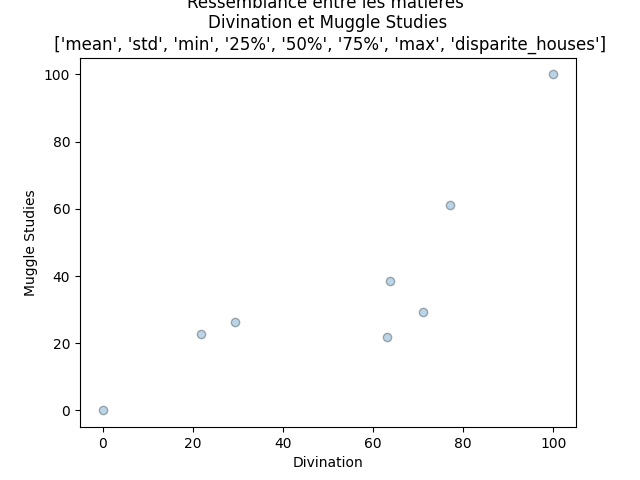 Ressemblance entre les matières
Divination et Muggle Studies
['mean', 'std', 'min', '25%', '50%', '75%', 'max', 'disparite_houses']
100
80
60
40
20
0
Muggle Studies
0 20 40 60 80 100
Divination